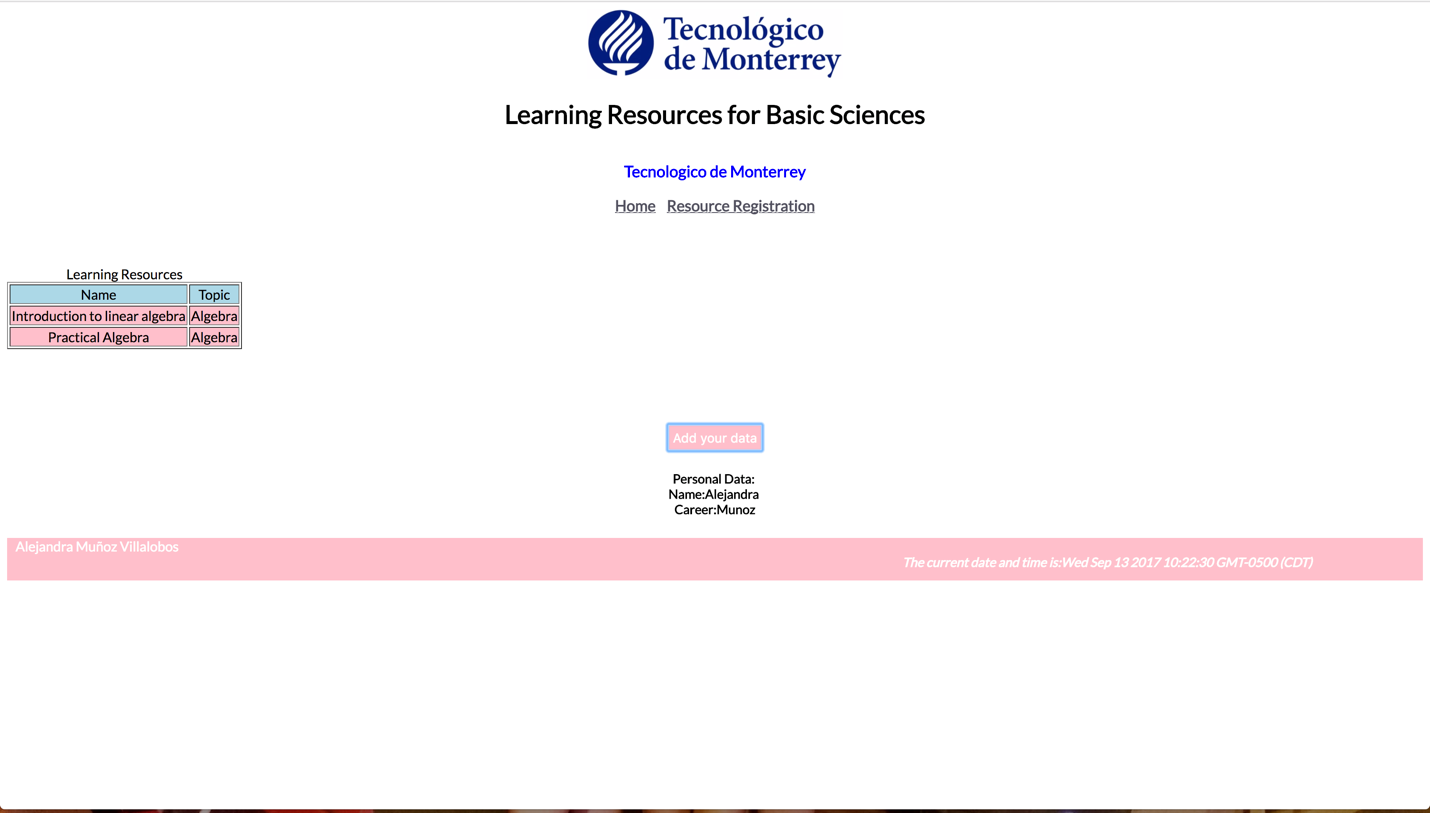 Tecnológico
de Monterrey
Learning Resources for Basic Sciences
Tecnologico de Monterrey
Home Resource Registration
Learning Resources
Name Topic
Introduction to linear algebra Algebra
Practical Algebra Algebra
Add your data
Personal Data:
Name:Alejandra
Career:Munoz
Alejandra Muñoz Villalobos
The current date and time is:Wed Sep 13 2017 10:22:30 GMT-0500 (CDT)